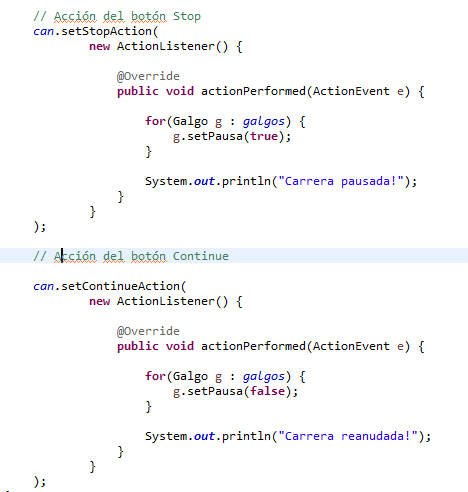 // Acción del botón Stop
can.setStopAction(
new ActionListener() {
@Override
public void actionPerformed(ActionEvent e) {
for(Galgo g : galgos) {
g.setPausa(true);
}
System.out.println("Carrera pausada!");
}
}
);
// Acción del botón Continue
can.setContinueAction(
new ActionListener() {
@Override
public void actionPerformed(ActionEvent e) {
for(Galgo g : galgos) {
g.setPausa(false);
}
System.out.println("Carrera reanudada!");
}
}
);